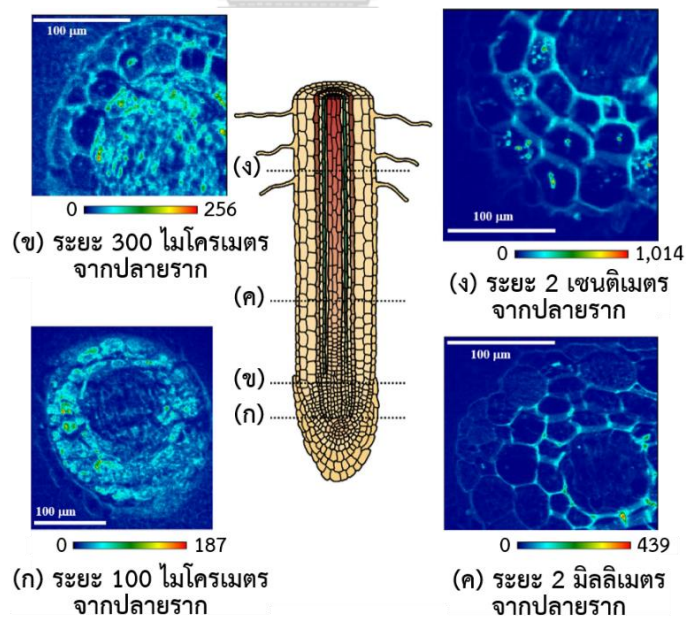 100 µm
0 256
(ข) ระยะ 300 ไมโครเมตร
จากปลายราก
100 µm
0 1,014
(ง) ระยะ 2 เซนติเมตร
จากปลายราก
(ง)
(ค)
(ข)
(ก)
100 µm
0 187
(ก) ระยะ 100 ไมโครเมตร
จากปลายราก
100 µm
0 439
(ค) ระยะ 2 มิลลิเมตร
จากปลายราก